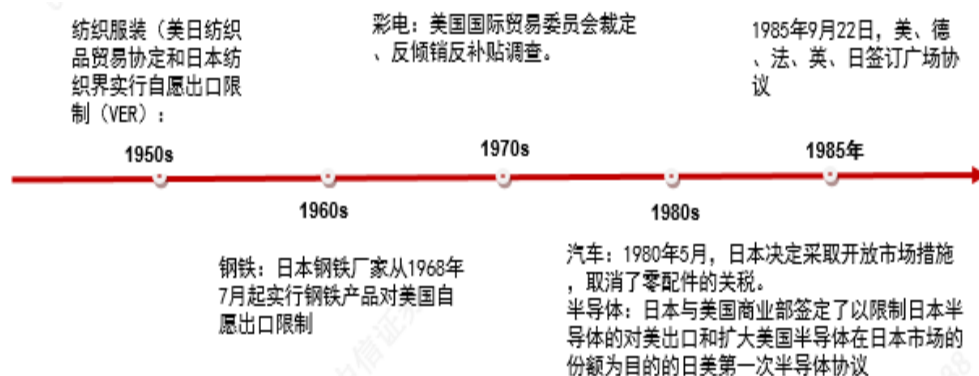 纺织服装（美日纺织
品贸易协定和日本纺
织界实行自愿出口限
制（VER）：
彩电：美国国际贸易委员会裁定
、反倾销反补贴调查。
1985年9月22日，美、德
、法、英、日签订广场协
议
1950s
1970s
1985年
1960s
1980s
钢铁：日本钢铁厂家从1968年
7月起实行钢铁产品对美国自
愿出口限制
汽车：1980年5月，日本决定采取开放市场措施
，取消了零配件的关税。
半导体：日本与美国商业部签定了以限制日本半
导体的对美出口和扩大美国半导体在日本市场的
份额为目的的日美第一次半导体协议